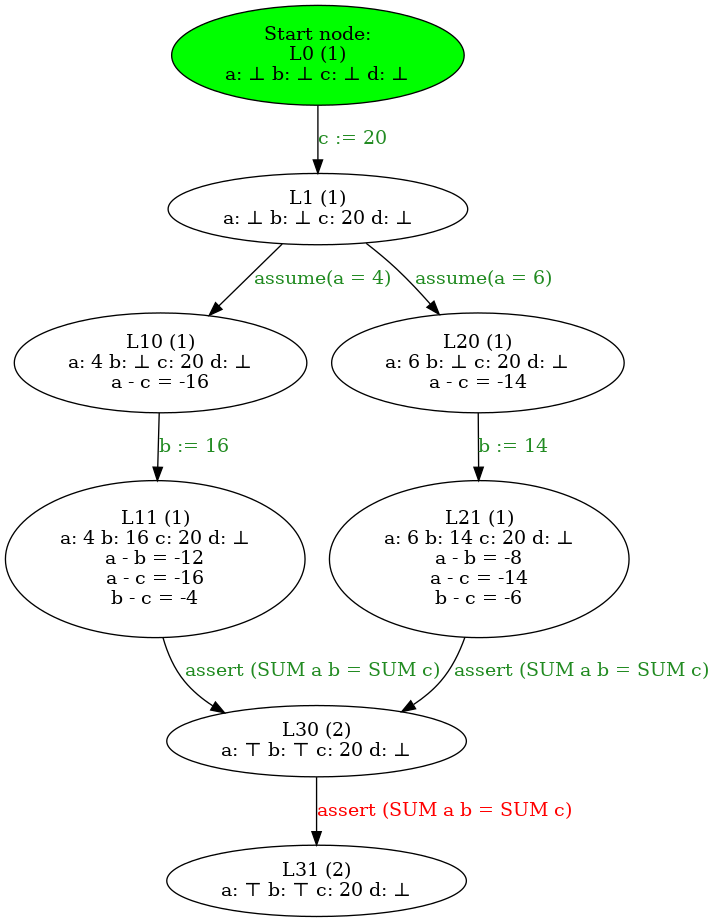 Start node:
L0 (1)
a: ⊥ b: ⊥ c: ⊥ d: ⊥
c := 20
L1 (1)
a: ⊥ b: ⊥ c: 20 d: ⊥
assume(a = 4)
assume(a = 6)
L10 (1)
a: 4 b: ⊥ c: 20 d: ⊥
a - c = -16
L20 (1)
a: 6 b: ⊥ c: 20 d: ⊥
a - c = -14
b := 16
b := 14
L11 (1)
a: 4 b: 16 c: 20 d: ⊥
a - b = -12
a - c = -16
b - c = -4
L21 (1)
a: 6 b: 14 c: 20 d: ⊥
a - b = -8
a - c = -14
b - c = -6
assert (SUM a b = SUM c)
assert (SUM a b = SUM c)
L30 (2)
a: ⊤ b: ⊤ c: 20 d: ⊥
assert (SUM a b = SUM c)
L31 (2)
a: ⊤ b: ⊤ c: 20 d: ⊥